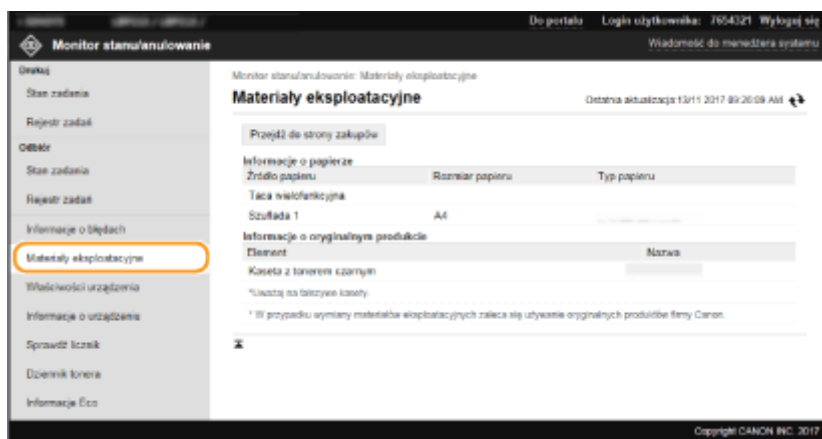 Do portalu Login użytkownika: 7654321 Wyloguj się
Monitor stanu/anulowanie
Wiadomość do menedżera systemu
Drukuj
Stan zadania
Rejestr zadań
Odbiór
Stan zadania
Rejestr zadań
Informacje o błędach
Materiały eksploatacyjne
Właściwości urządzenia
Informacje o urządzeniu
Sprawdź licznik
Dziennik tonera
Informacje Eco
Monitor stanu/anulowanie: Materiały eksploatacyjne
Materiały eksploatacyjne
Ostatnia aktualizacja:13/11 2017 09:20:09 AM
Przejdź do strony zakupów
Informacje o papierze
Źródło papieru Rozmiar papieru Typ papieru
Taca wielofunkcyjna
Szuflada 1 A4
Informacje o oryginalnym produkcie
Element Nazwa
Kaseta z tonerem czarnym
*Uważaj na fałszywe kasety.
* W przypadku wymiany materiałów eksploatacyjnych zaleca się używanie oryginalnych produktów firmy Canon.
Copyright CANON INC. 2017